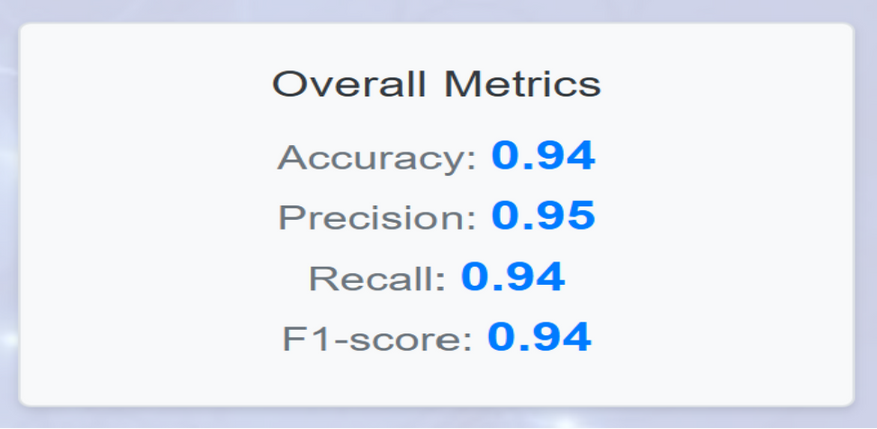 Overall Metrics
Accuracy: 0.94
Precision: 0.95
Recall: 0.94
F1-score: 0.94